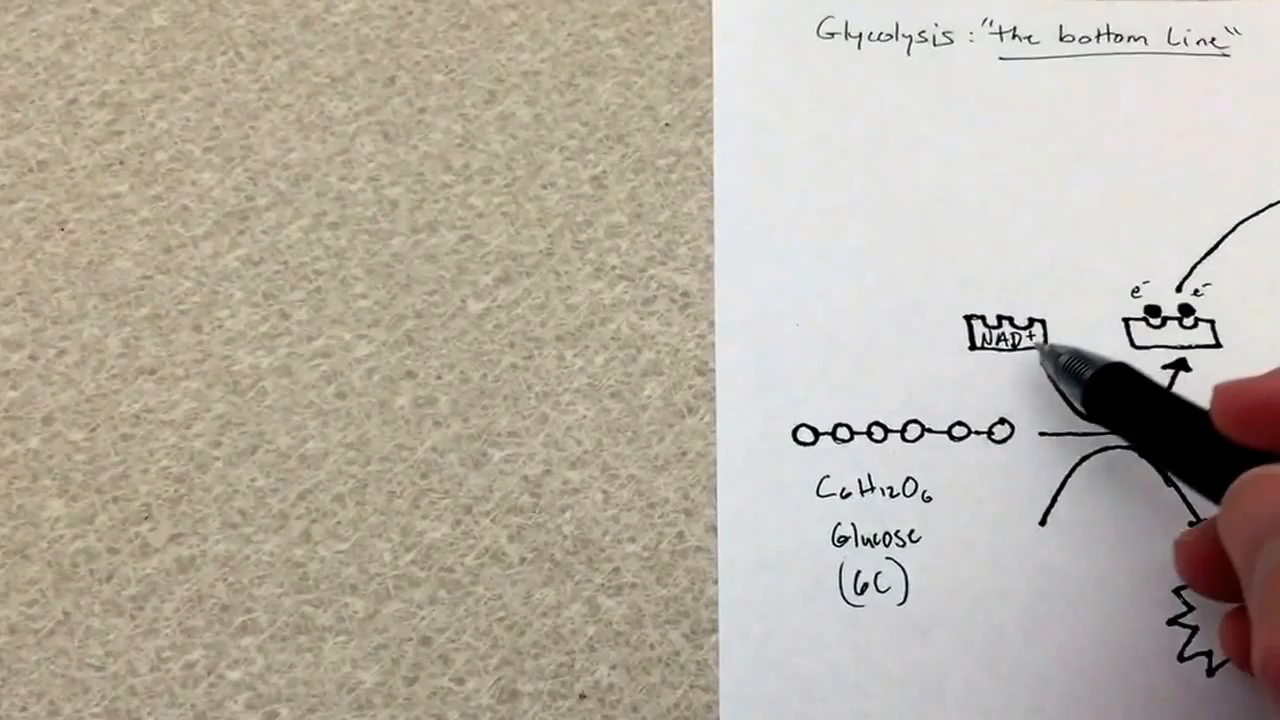 Glycolysis: "the bottom line"
e⁻ e⁻
NAD+
C₆H₁₂O₆
Glucose
(6C)